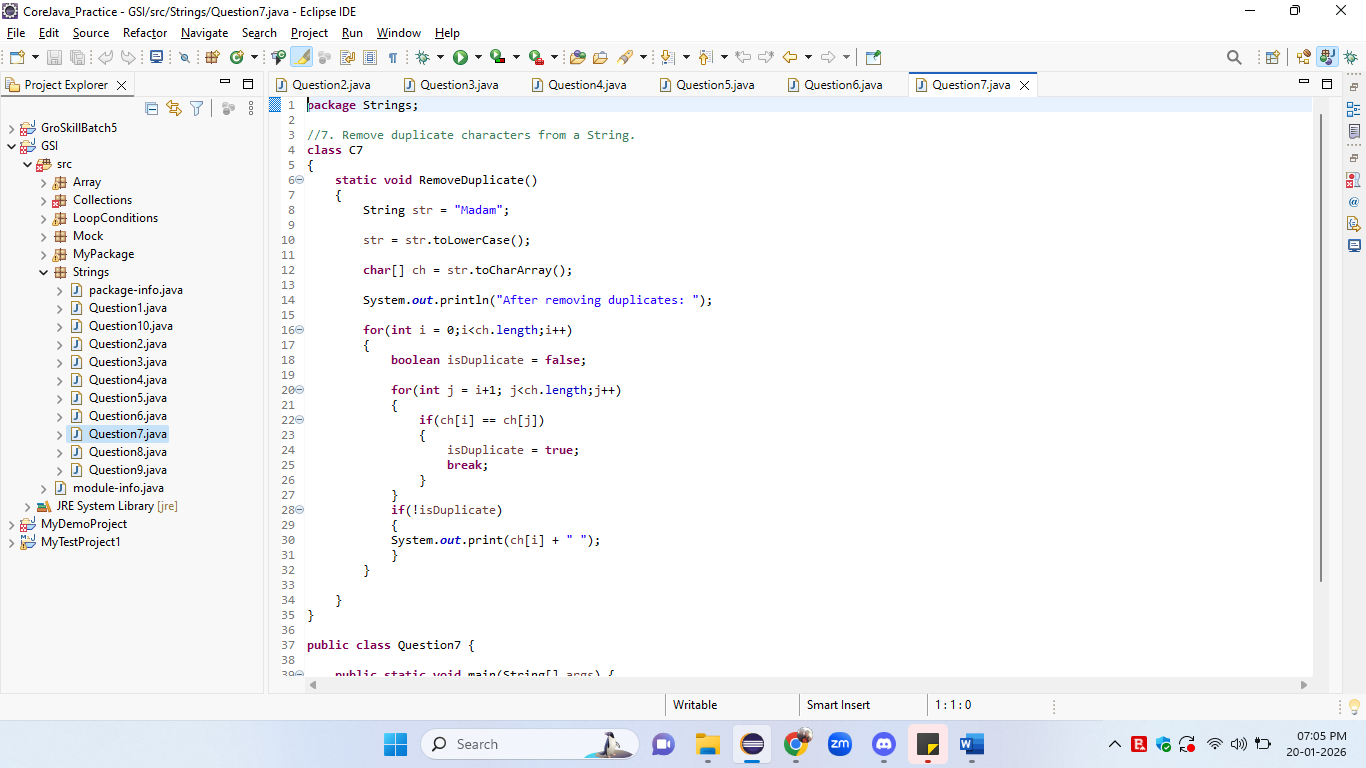 CoreJava_Practice - GSI/src/Strings/Question7.java - Eclipse IDE
File Edit Source Refactor Navigate Search Project Run Window Help
Project Explorer
GroSkillBatch5
GSI
src
Array
Collections
LoopConditions
Mock
MyPackage
Strings
package-info.java
Question1.java
Question10.java
Question2.java
Question3.java
Question4.java
Question5.java
Question6.java
Question7.java
Question8.java
Question9.java
module-info.java
JRE System Library [jre]
MyDemoProject
MyTestProject1
Question2.java Question3.java Question4.java Question5.java Question6.java Question7.java
1 package Strings;
2
3 //7. Remove duplicate characters from a String.
4 class C7
5 {
6 static void RemoveDuplicate()
7 {
8 String str = "Madam";
9
10 str = str.toLowerCase();
11
12 char[] ch = str.toCharArray();
13
14 System.out.println("After removing duplicates: ");
15
16 for(int i = 0;i<ch.length;i++)
17 {
18 boolean isDuplicate = false;
19
20 for(int j = i+1; j<ch.length;j++)
21 {
22 if(ch[i] == ch[j])
23 {
24 isDuplicate = true;
25 break;
26 }
27 }
28 if(!isDuplicate)
29 {
30 System.out.print(ch[i] + " ");
31 }
32 }
33
34 }
35 }
36
37 public class Question7 {
38
39 public static void main(String[] args) {
Writable Smart Insert 1 : 1 : 0
Search
zm
07:05 PM
20-01-2026